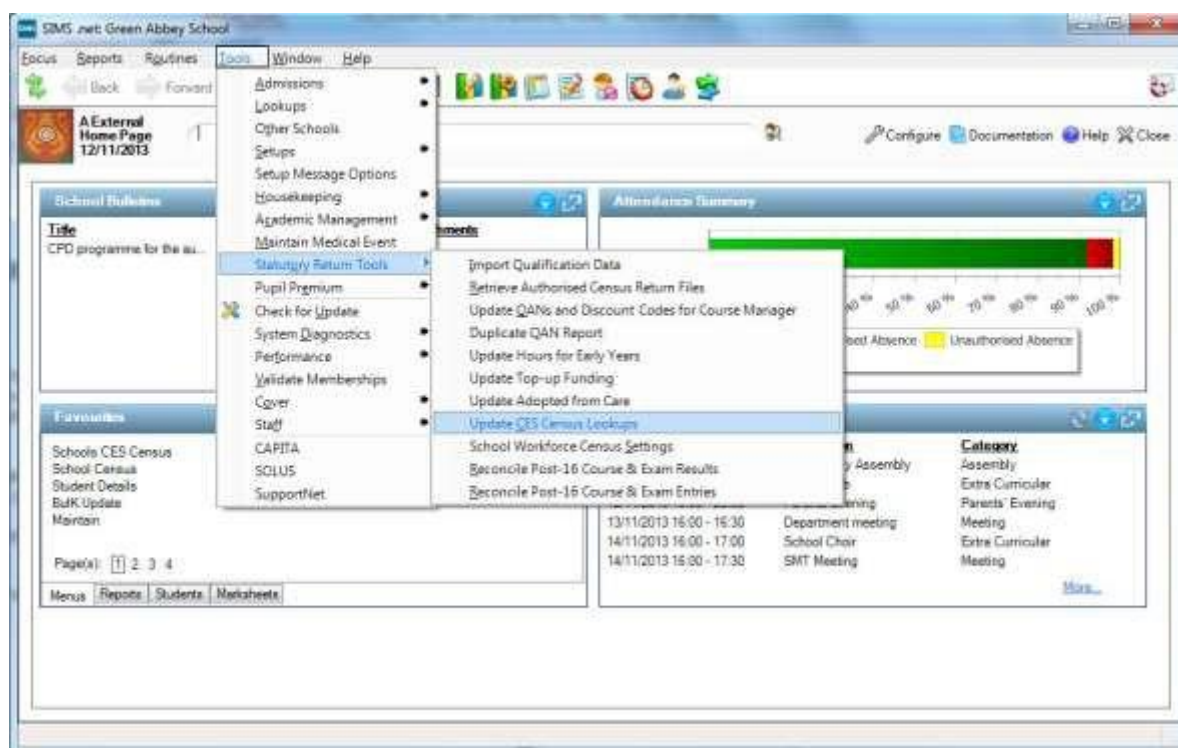 SIMS .net: Green Abbey School
Focus Reports Routines Tools Window Help
Back Forward
A External
Home Page
12/11/2013
Configure Documentation Help Close
Admissions
Lookups
Other Schools
Setups
Setup Message Options
Housekeeping
Academic Management
Maintain Medical Event
Statutory Return Tools
Pupil Premium
Check for Update
System Diagnostics
Performance
Validate Memberships
Cover
Staff
CAPITA
SOLUS
SupportNet
Import Qualification Data
Retrieve Authorised Census Return Files
Update QANs and Discount Codes for Course Manager
Duplicate QAN Report
Update Hours for Early Years
Update Top-up Funding
Update Adopted from Care
Update CES Census Lookups
School Workforce Census Settings
Reconcile Post-16 Course & Exam Results
Reconcile Post-16 Course & Exam Entries
School Bulletins
Title
CPD programme for the au...
Attendance Summary
50 % 60 % 70 % 80 % 90 % 100 %
Absence Unauthorised Absence
Favourites
Schools CES Census
School Census
Student Details
Bulk Update
Maintain
Page(s): 1 2 3 4
Menus Reports Students Marksheets
Category
Assembly Assembly
Extra Curricular
Parents' Evening
13/11/2013 16:00 - 16:30 Department meeting Meeting
14/11/2013 16:00 - 17:00 School Choir Extra Curricular
14/11/2013 16:00 - 17:30 SMT Meeting Meeting
More...